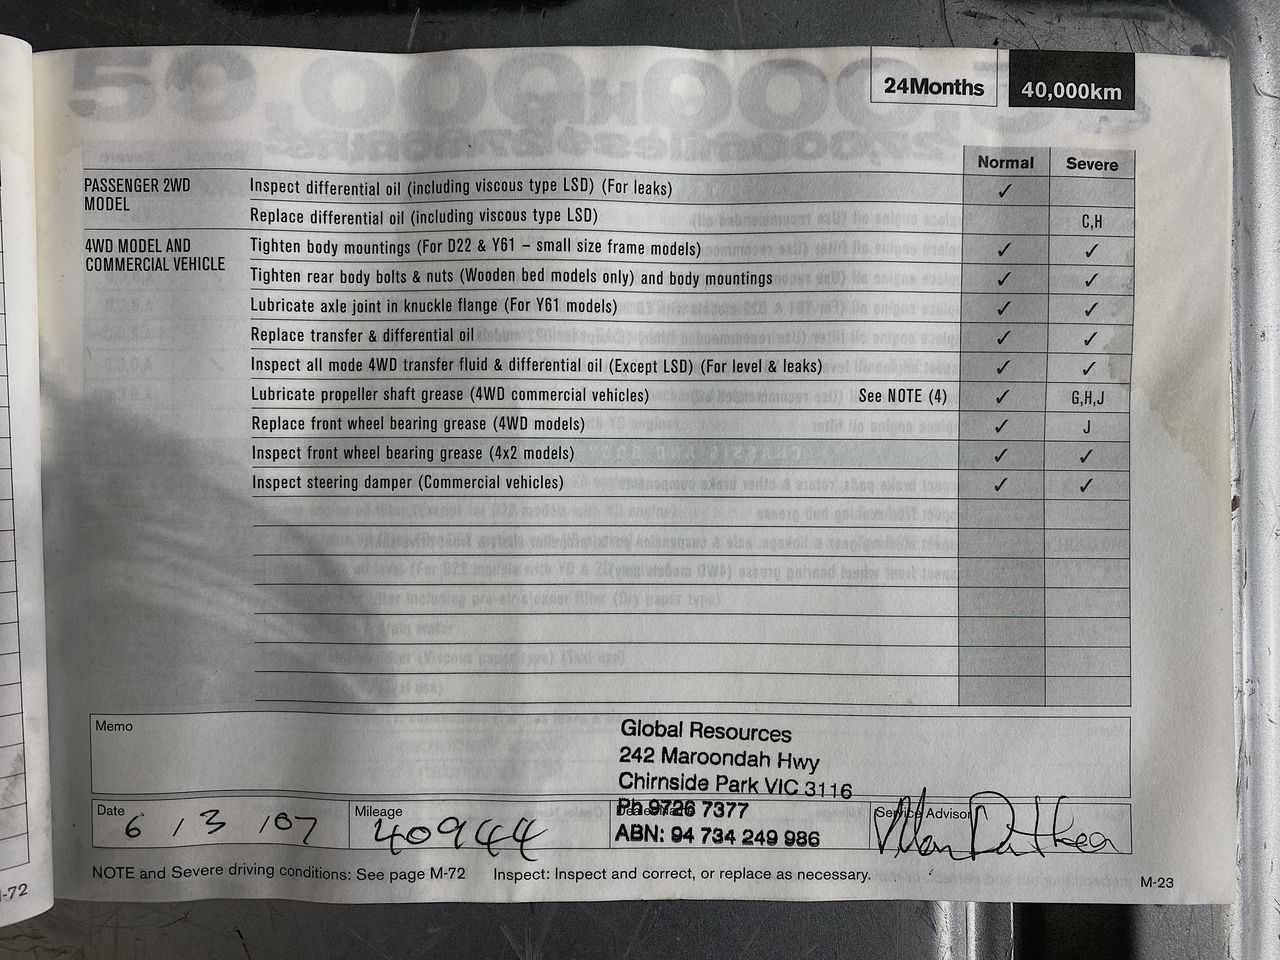 24Months 40,000km
Normal Severe
PASSENGER 2WD MODEL Inspect differential oil (including viscous type LSD) (For leaks) ✓
Replace differential oil (including viscous type LSD) C,H
4WD MODEL AND COMMERCIAL VEHICLE Tighten body mountings (For D22 & Y61 – small size frame models) ✓ ✓
Tighten rear body bolts & nuts (Wooden bed models only) and body mountings ✓ ✓
Lubricate axle joint in knuckle flange (For Y61 models) ✓ ✓
Replace transfer & differential oil ✓ ✓
Inspect all mode 4WD transfer fluid & differential oil (Except LSD) (For level & leaks) ✓ ✓
Lubricate propeller shaft grease (4WD commercial vehicles) See NOTE (4) ✓ G,H,J
Replace front wheel bearing grease (4WD models) ✓ J
Inspect front wheel bearing grease (4x2 models) ✓ ✓
Inspect steering damper (Commercial vehicles) ✓ ✓
Memo
Global Resources
242 Maroondah Hwy
Chirnside Park VIC 3116
Ph 9726 7377
ABN: 94 734 249 986
Date 6 / 3 / 07
Mileage 40944
Service Advisor
NOTE and Severe driving conditions: See page M-72 Inspect: Inspect and correct, or replace as necessary.
M-23
-72